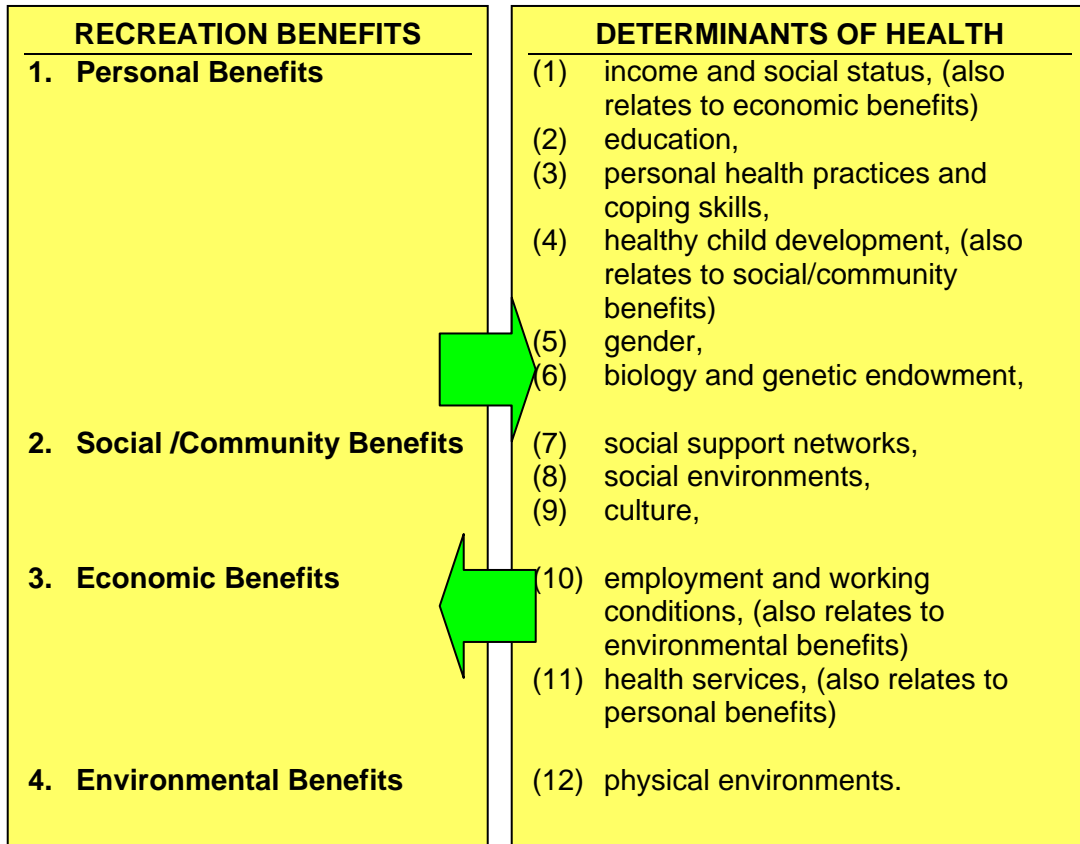 RECREATION BENEFITS
1. Personal Benefits
2. Social /Community Benefits
3. Economic Benefits
4. Environmental Benefits
DETERMINANTS OF HEALTH
(1) income and social status, (also
relates to economic benefits)
(2) education,
(3) personal health practices and
coping skills,
(4) healthy child development, (also
relates to social/community
benefits)
(5) gender,
(6) biology and genetic endowment,
(7) social support networks,
(8) social environments,
(9) culture,
(10) employment and working
conditions, (also relates to
environmental benefits)
(11) health services, (also relates to
personal benefits)
(12) physical environments.